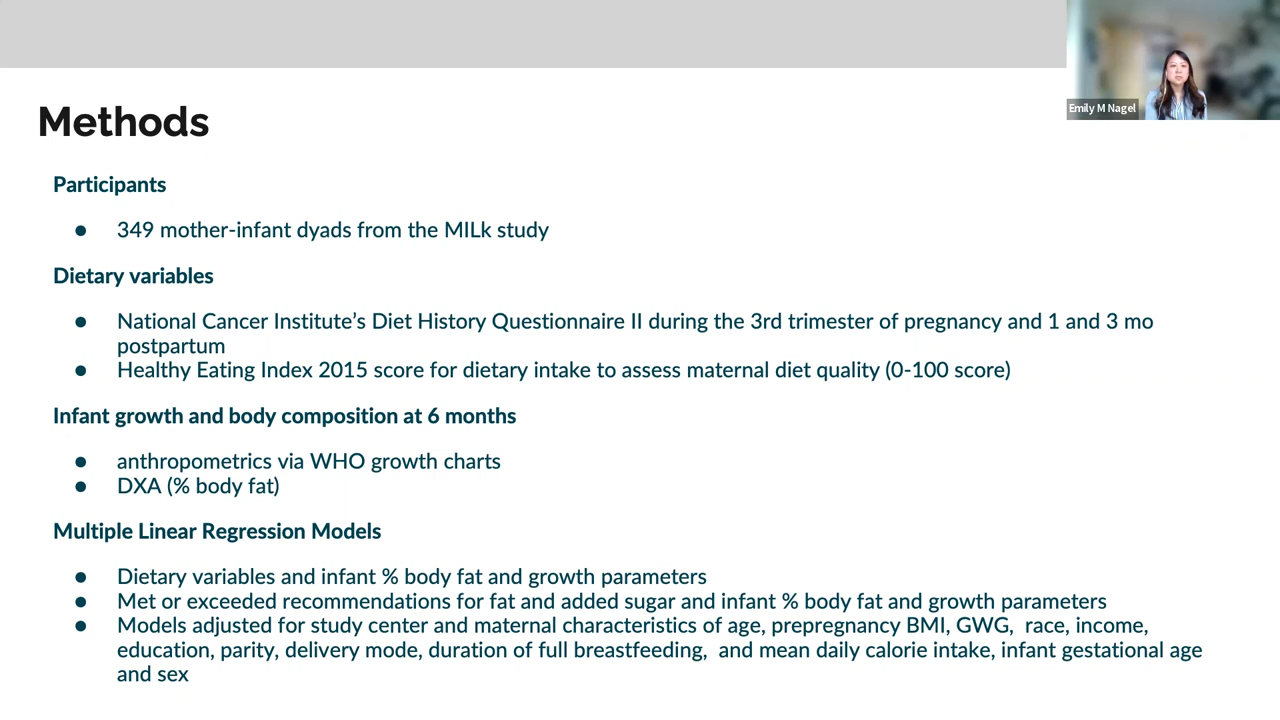 Emily M Nagel
Methods
Participants
● 349 mother-infant dyads from the MILk study
Dietary variables
● National Cancer Institute’s Diet History Questionnaire II during the 3rd trimester of pregnancy and 1 and 3 mo
postpartum
● Healthy Eating Index 2015 score for dietary intake to assess maternal diet quality (0-100 score)
Infant growth and body composition at 6 months
● anthropometrics via WHO growth charts
● DXA (% body fat)
Multiple Linear Regression Models
● Dietary variables and infant % body fat and growth parameters
● Met or exceeded recommendations for fat and added sugar and infant % body fat and growth parameters
● Models adjusted for study center and maternal characteristics of age, prepregnancy BMI, GWG, race, income,
education, parity, delivery mode, duration of full breastfeeding, and mean daily calorie intake, infant gestational age
and sex